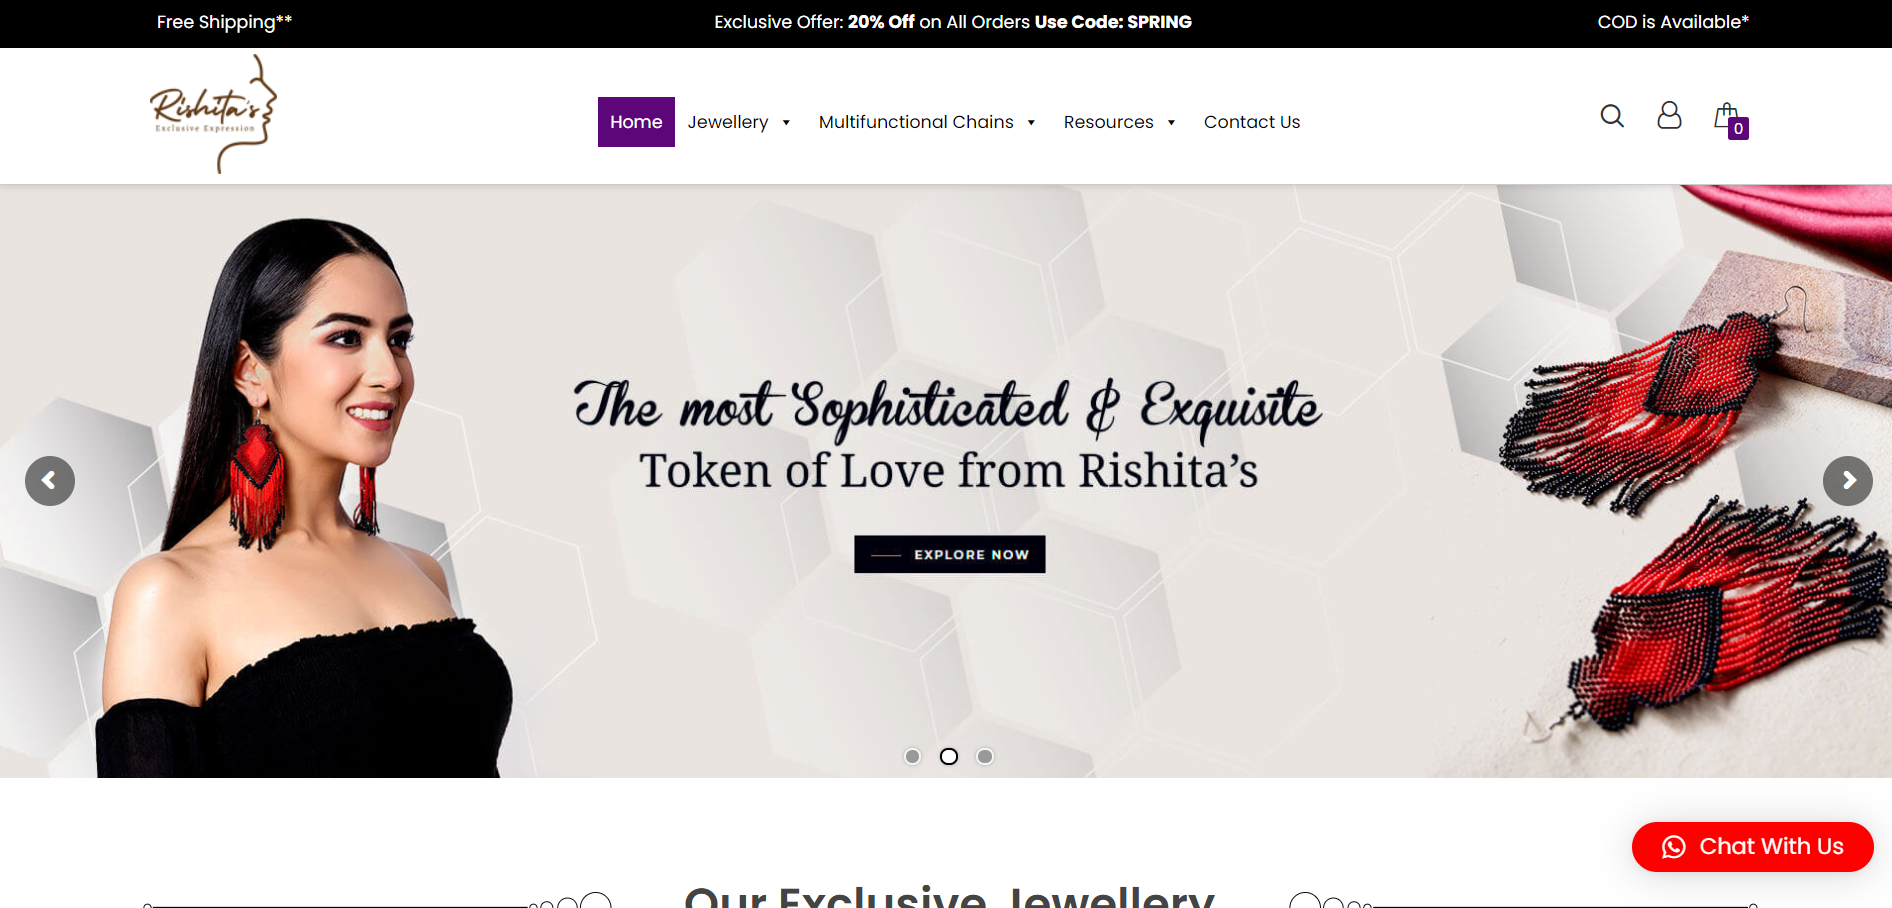 Free Shipping**
Exclusive Offer: 20% Off on All Orders Use Code: SPRING
COD is Available*
Rishita's
Exclusive Expression
Home
Jewellery
Multifunctional Chains
Resources
Contact Us
0
The most Sophisticated & Exquisite
Token of Love from Rishita's
EXPLORE NOW
Chat With Us
Our Exclusive Jewellery